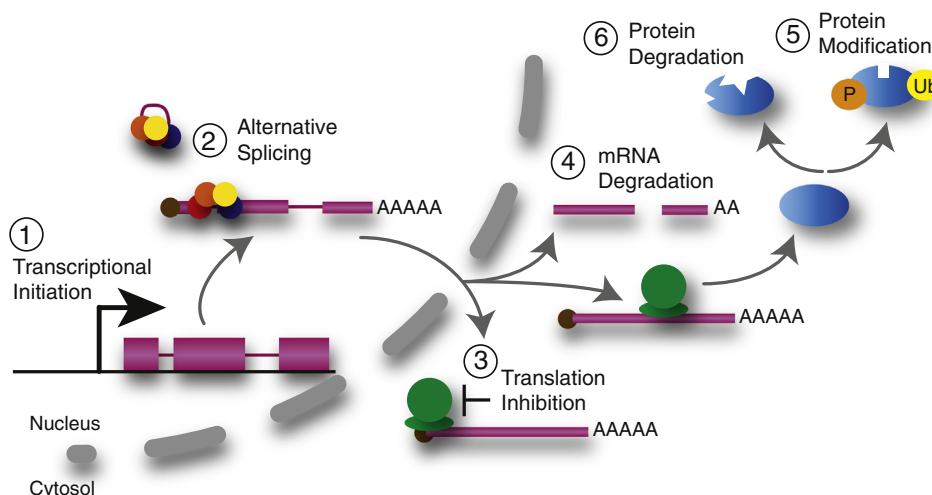 1
Transcriptional
Initiation
2
Alternative
Splicing
AAAAA
3
Translation
Inhibition
AAAAA
4
mRNA
Degradation
AA
AAAAA
5
Protein
Modification
P
Ub
6
Protein
Degradation
Nucleus
Cytosol